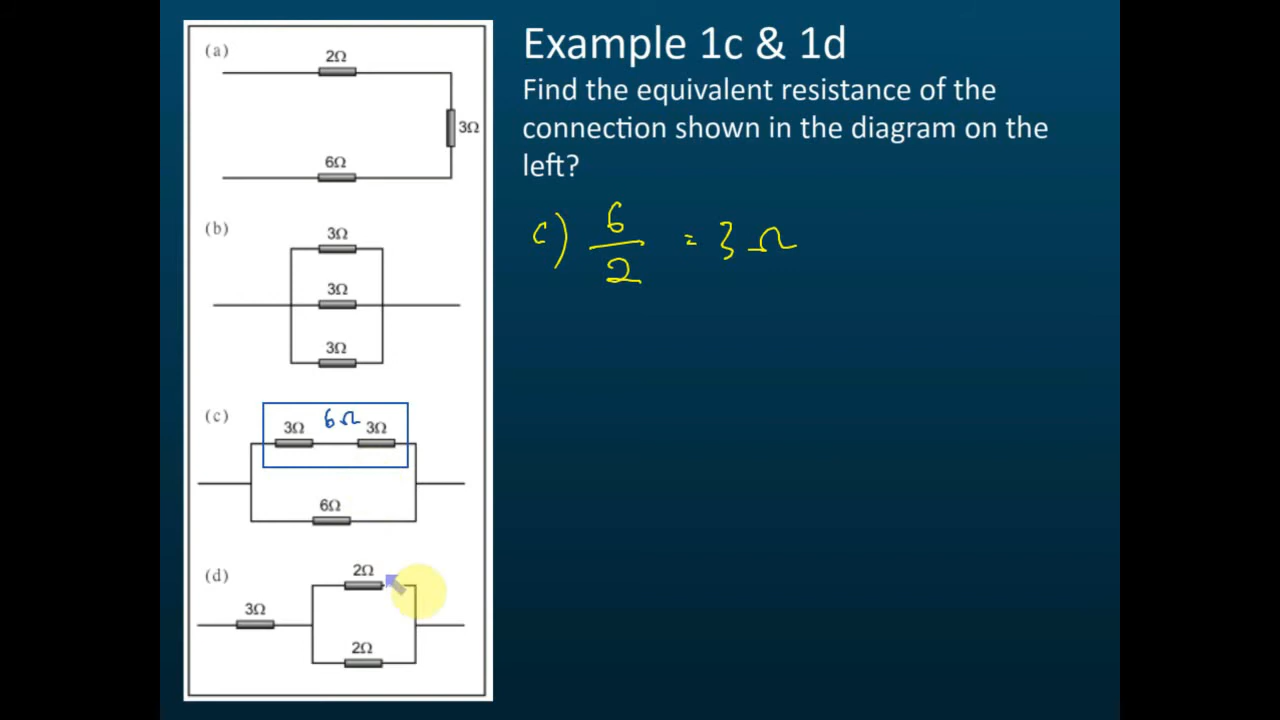 (a)
2Ω
3Ω
6Ω
(b)
3Ω
3Ω
3Ω
(c)
6Ω
3Ω 3Ω
6Ω
(d)
2Ω
3Ω
2Ω
Example 1c & 1d
Find the equivalent resistance of the
connection shown in the diagram on the
left?
c) 6/2 = 3Ω